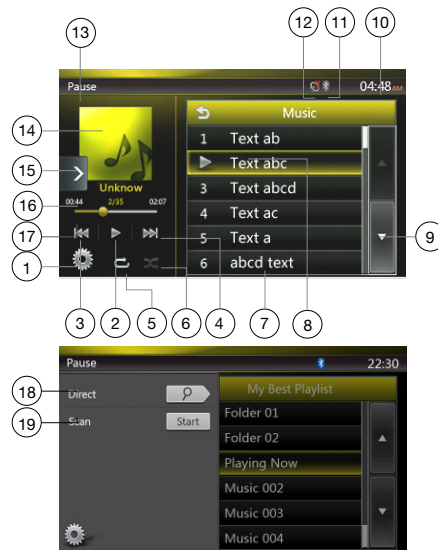 12 11 10
13
Pause 04:48 AM
14
Music
1 Text ab
Text abc
15
Unknow
16
00:44 2/35 02:07
3 Text abcd
4 Text ac
17
5 Text a
9
1
6 abcd text
3 2 5 6 4 7 8
Pause 22:30
18
Direct
My Best Playlist
19
Scan Start
Folder 01
Folder 02
Playing Now
Music 002
Music 003
Music 004